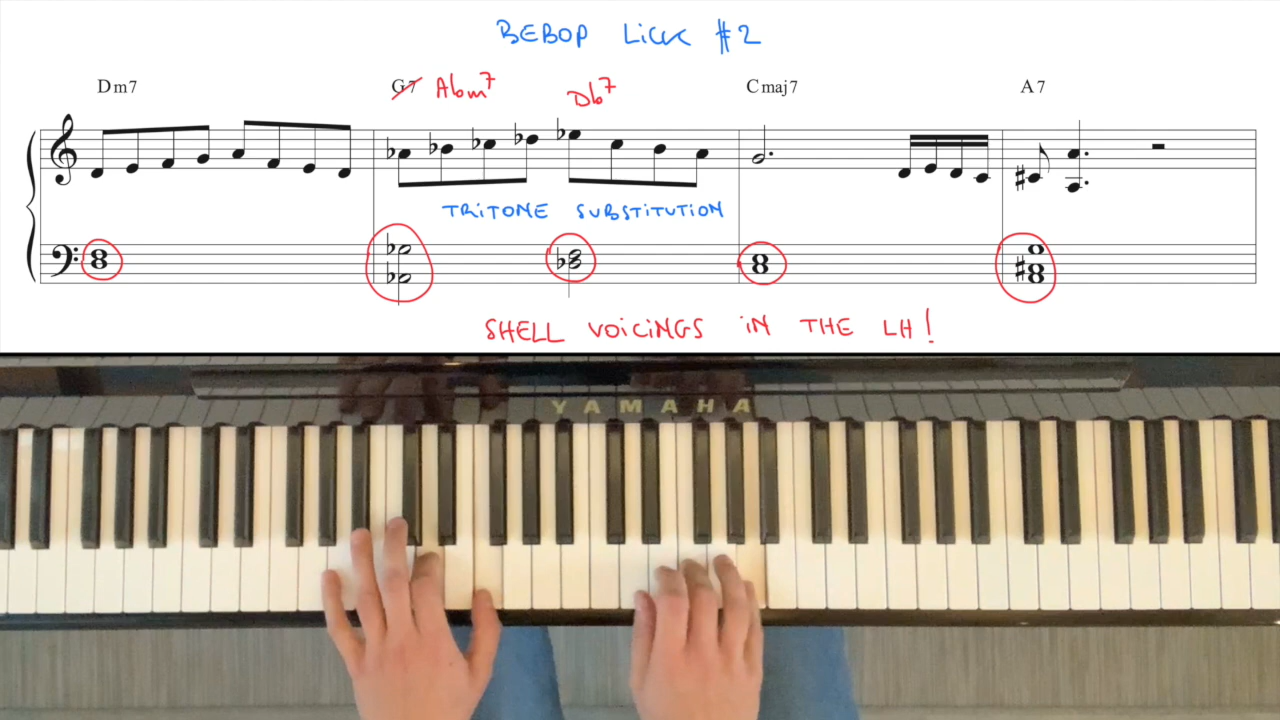 BEBOP LICK #2
Dm7 G7 Abm7 Db7 Cmaj7 A7
TRITONE SUBSTITUTION
SHELL VOICINGS IN THE LH!
YAMAHA